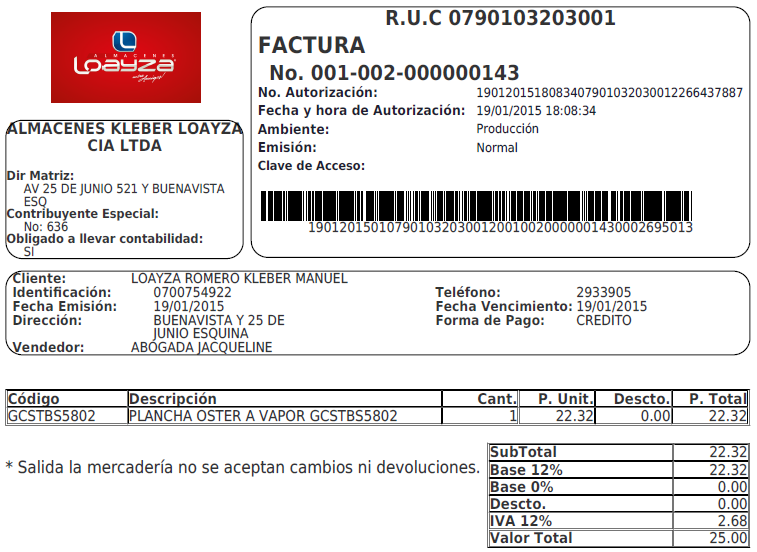 ALMACENES
Loayza
R.U.C 0790103203001
FACTURA
No. 001-002-000000143
No. Autorización: 1901201518083407901032030012266437887
Fecha y hora de Autorización: 19/01/2015 18:08:34
Ambiente: Producción
Emisión: Normal
Clave de Acceso:
1901201501079010320300120010020000001430002695013
ALMACENES KLEBER LOAYZA
CIA LTDA
Dir Matriz:
AV 25 DE JUNIO 521 Y BUENAVISTA
ESQ
Contribuyente Especial:
No: 636
Obligado a llevar contabilidad:
SI
Cliente: LOAYZA ROMERO KLEBER MANUEL
Identificación: 0700754922 Teléfono: 2933905
Fecha Emisión: 19/01/2015 Fecha Vencimiento: 19/01/2015
Dirección: BUENAVISTA Y 25 DE Forma de Pago: CREDITO
JUNIO ESQUINA
Vendedor: ABOGADA JACQUELINE
Código Descripción Cant. P. Unit. Descto. P. Total
GCSTBS5802 PLANCHA OSTER A VAPOR GCSTBS5802 1 22.32 0.00 22.32
* Salida la mercadería no se aceptan cambios ni devoluciones.
SubTotal 22.32
Base 12% 22.32
Base 0% 0.00
Descto. 0.00
IVA 12% 2.68
Valor Total 25.00